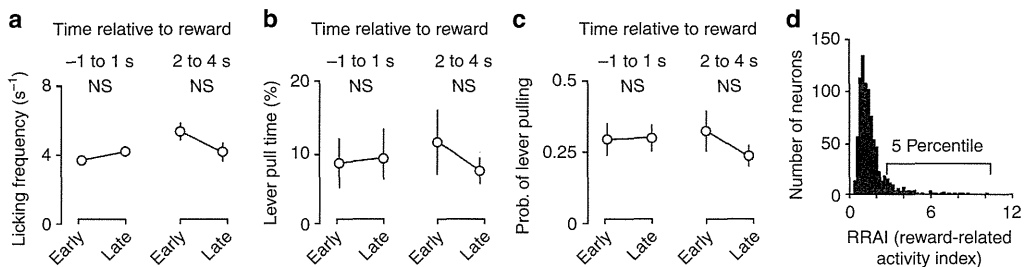 a
Time relative to reward
–1 to 1 s
2 to 4 s
NS
NS
Licking frequency (s⁻¹)
8
4
0
Early
Late
Early
Late
b
Time relative to reward
–1 to 1 s
2 to 4 s
NS
NS
Lever pull time (%)
20
10
0
Early
Late
Early
Late
c
Time relative to reward
–1 to 1 s
2 to 4 s
NS
NS
Prob. of lever pulling
0.5
0.25
0
Early
Late
Early
Late
d
Number of neurons
150
100
50
0
5 Percentile
0
6
12
RRAI (reward-related
activity index)